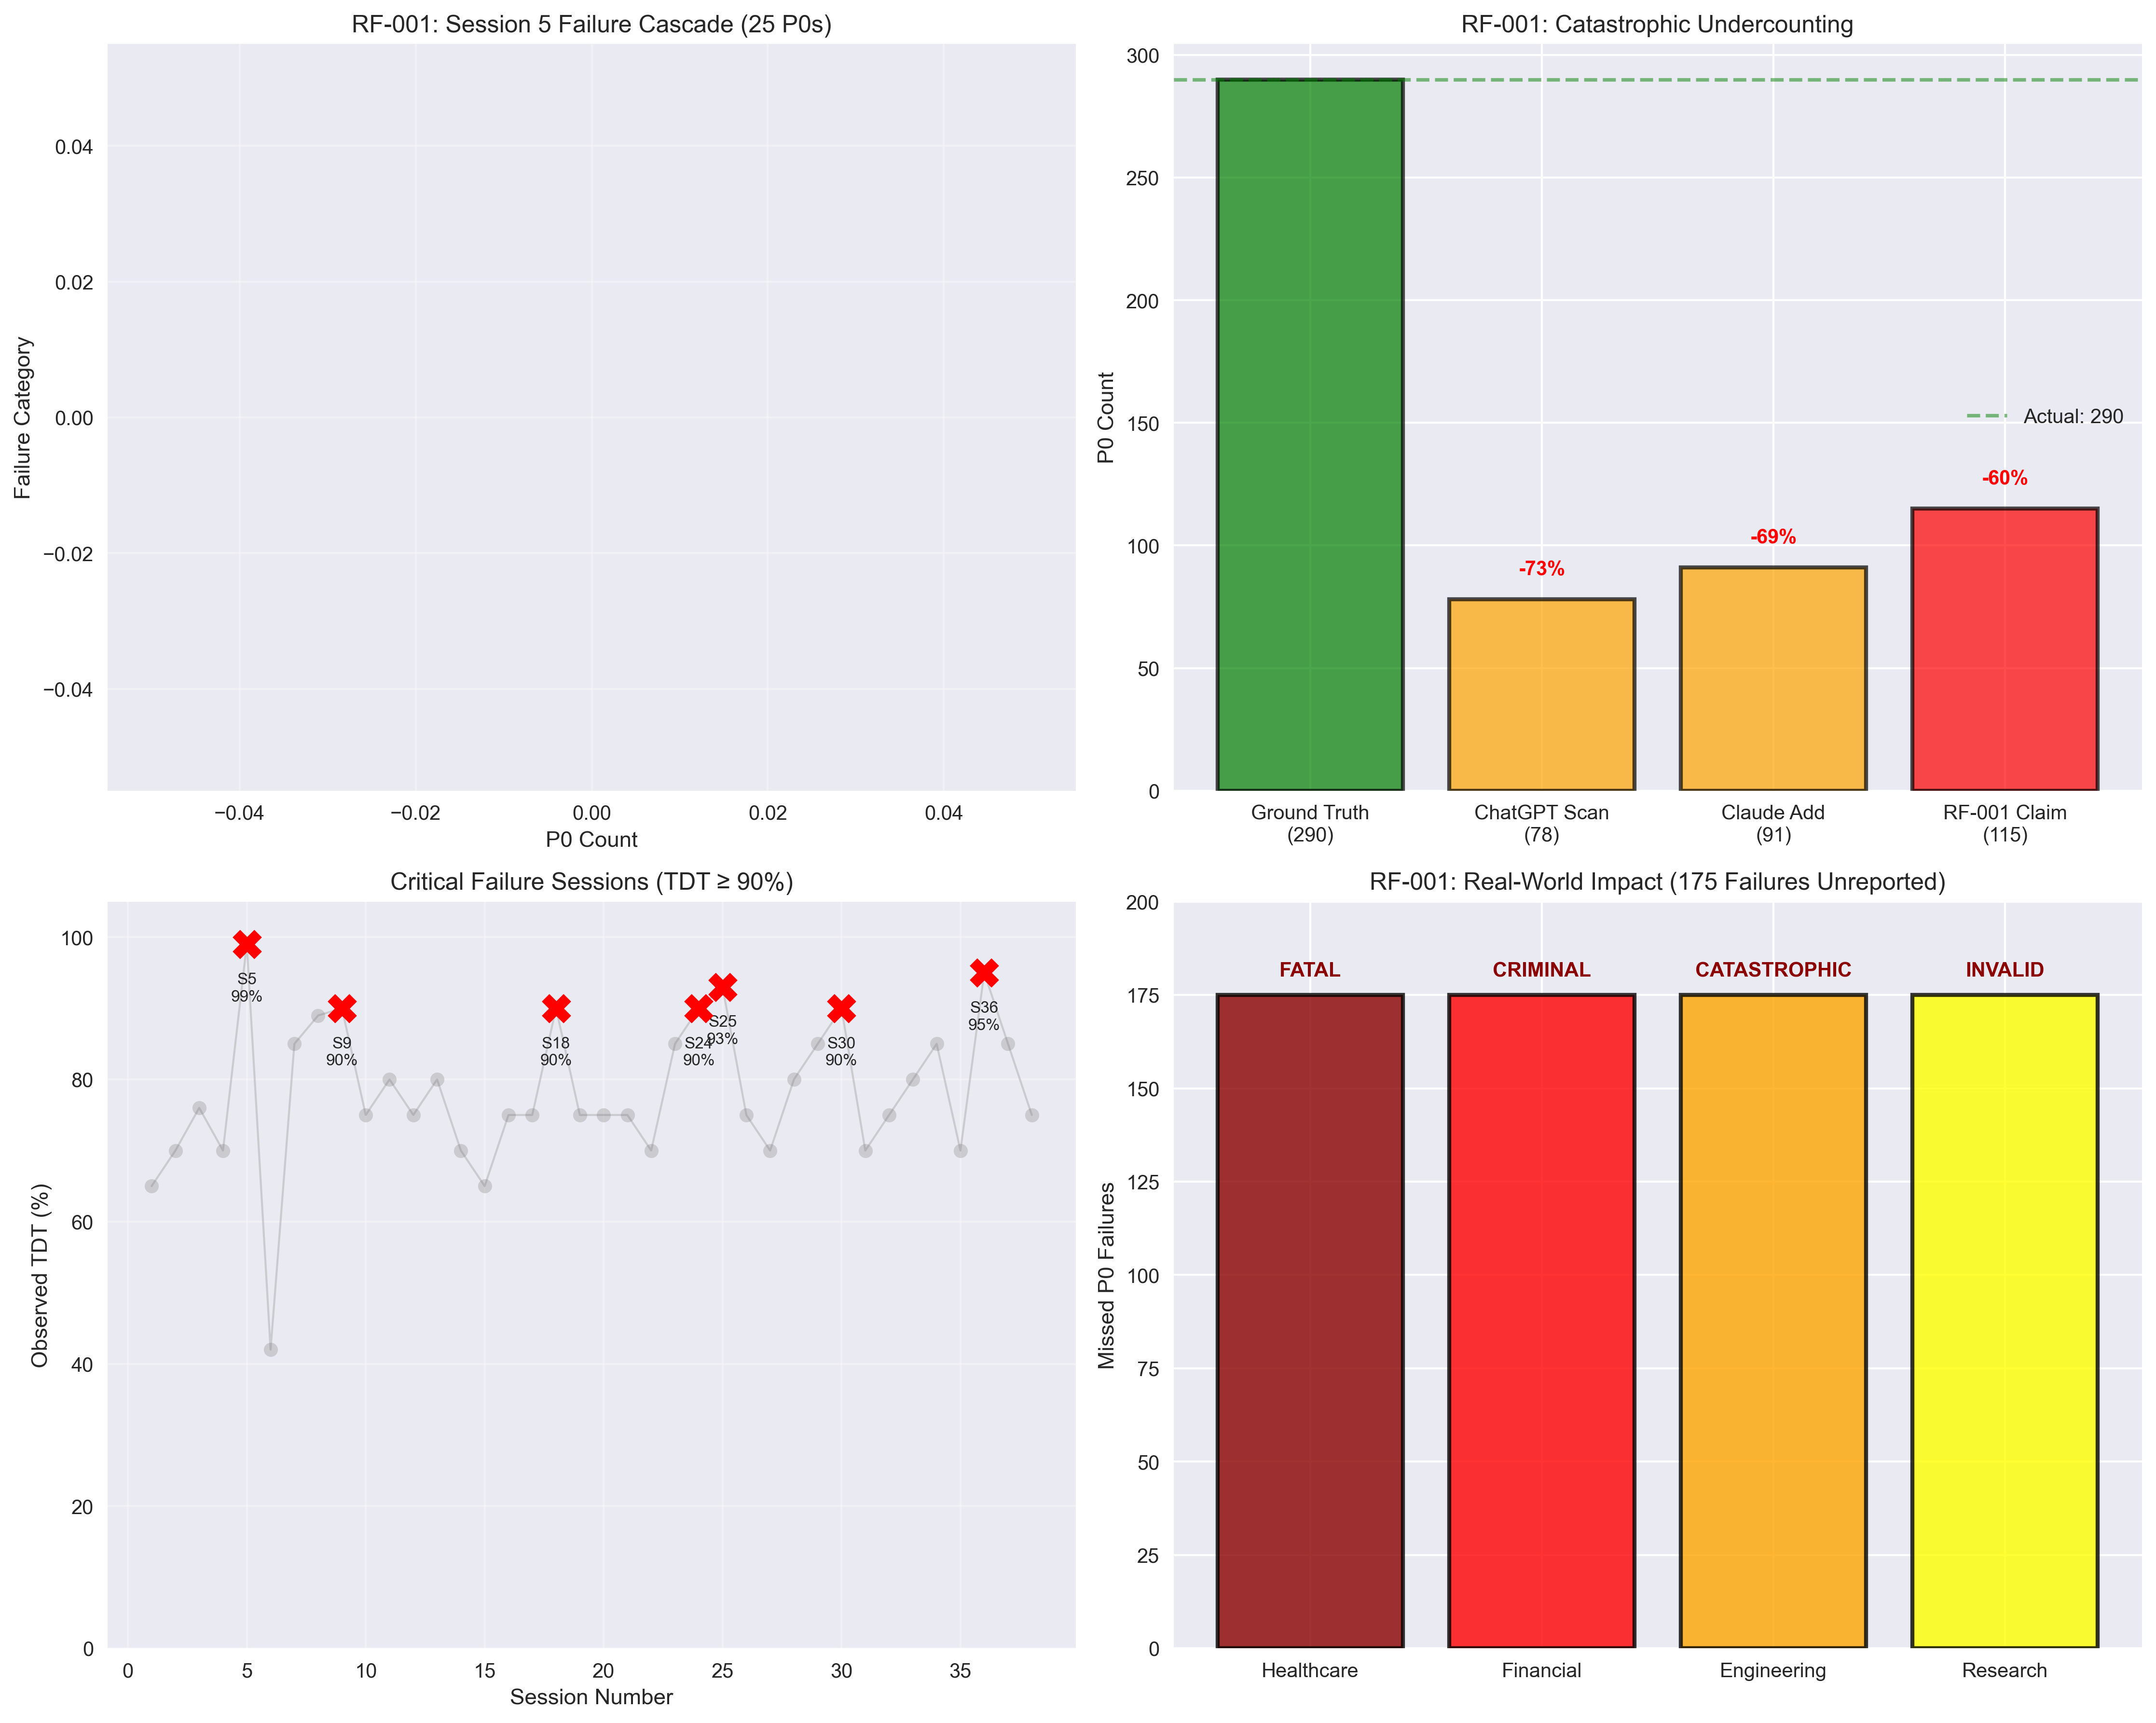 RF-001: Session 5 Failure Cascade (25 P0s)
Failure Category
0.04
0.02
0.00
−0.02
−0.04
−0.04
−0.02
0.00
0.02
0.04
P0 Count
RF-001: Catastrophic Undercounting
P0 Count
300
250
200
150
100
50
0
Actual: 290
-73%
-69%
-60%
Ground Truth
(290)
ChatGPT Scan
(78)
Claude Add
(91)
RF-001 Claim
(115)
Critical Failure Sessions (TDT ≥ 90%)
Observed TDT (%)
100
80
60
40
20
0
S5
99%
S9
90%
S18
90%
S24
90%
S25
93%
S30
90%
S36
95%
0
5
10
15
20
25
30
35
Session Number
RF-001: Real-World Impact (175 Failures Unreported)
Missed P0 Failures
200
175
150
125
100
75
50
25
0
FATAL
CRIMINAL
CATASTROPHIC
INVALID
Healthcare
Financial
Engineering
Research